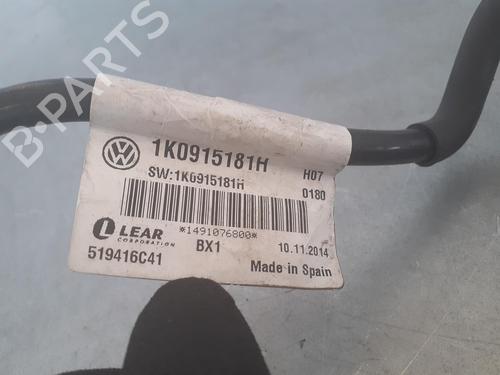 B-PARTS
1K0915181H H07
SW:1K0915181H 0180
*1491076800*
LEAR BX1 10.11.2014
CORPORATION
519416C41 Made in Spain